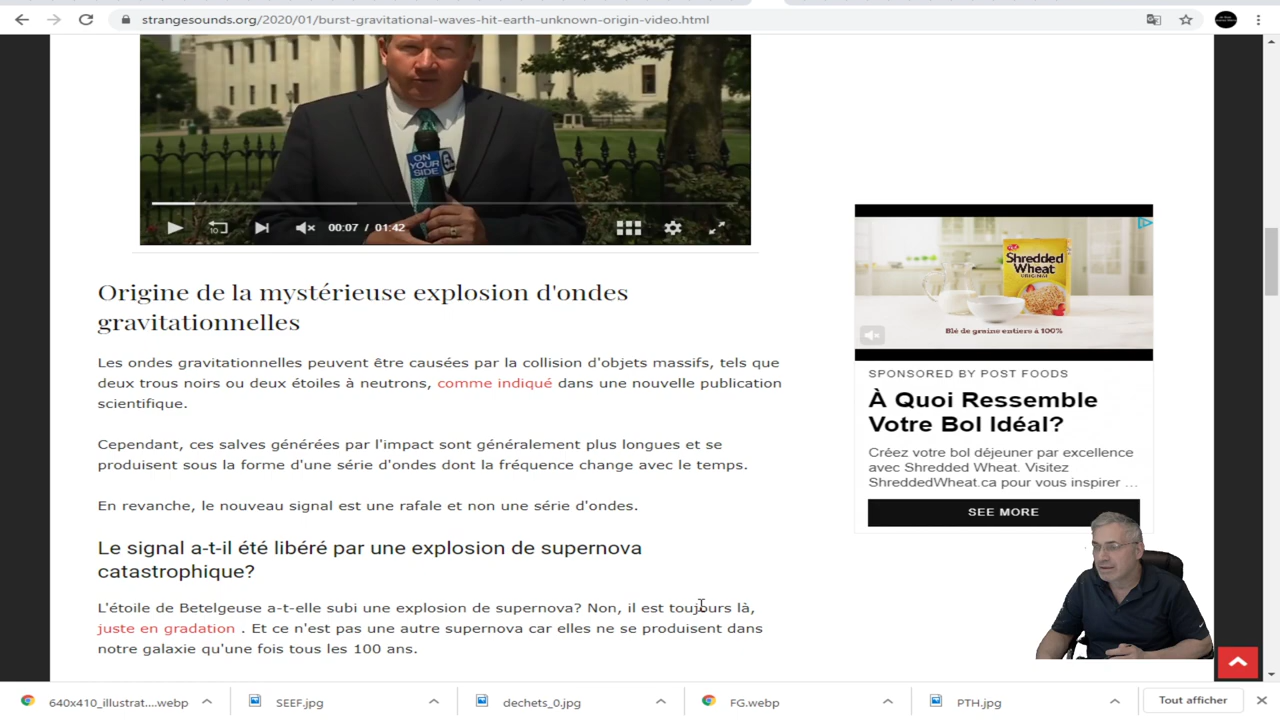 strangesounds.org/2020/01/burst-gravitational-waves-hit-earth-unknown-origin-video.html
ON
YOUR
SIDE
5
10
00:07 / 01:42
Origine de la mystérieuse explosion d'ondes
gravitationnelles
Les ondes gravitationnelles peuvent être causées par la collision d'objets massifs, tels que
deux trous noirs ou deux étoiles à neutrons, comme indiqué dans une nouvelle publication
scientifique.
Cependant, ces salves générées par l'impact sont généralement plus longues et se
produisent sous la forme d'une série d'ondes dont la fréquence change avec le temps.
En revanche, le nouveau signal est une rafale et non une série d'ondes.
Le signal a-t-il été libéré par une explosion de supernova
catastrophique?
L'étoile de Betelgeuse a-t-elle subi une explosion de supernova? Non, il est toujours là,
juste en gradation . Et ce n'est pas une autre supernova car elles ne se produisent dans
notre galaxie qu'une fois tous les 100 ans.
Shredded
Wheat
ORIGINAL
Blé de grains entiers à 100%
SPONSORED BY POST FOODS
À Quoi Ressemble
Votre Bol Idéal?
Créez votre bol déjeuner par excellence
avec Shredded Wheat. Visitez
ShreddedWheat.ca pour vous inspirer ...
SEE MORE
640x410_illustrat....webp
SEEF.jpg
dechets_0.jpg
FG.webp
PTH.jpg
Tout afficher